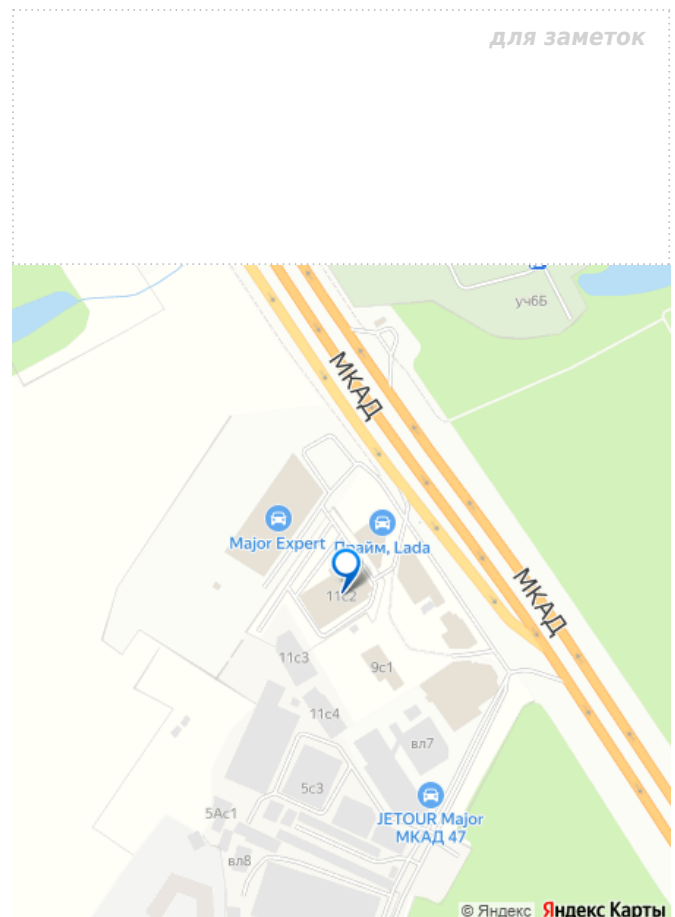 для заметок
уч6Б
МКАД
Major Expert
Прайм, Lada
11с2
МКАД
11с3
9с1
11с4
вл7
5с3
JETOUR Major
МКАД 47
5Ас1
вл8
© Яндекс Яндекс Карты